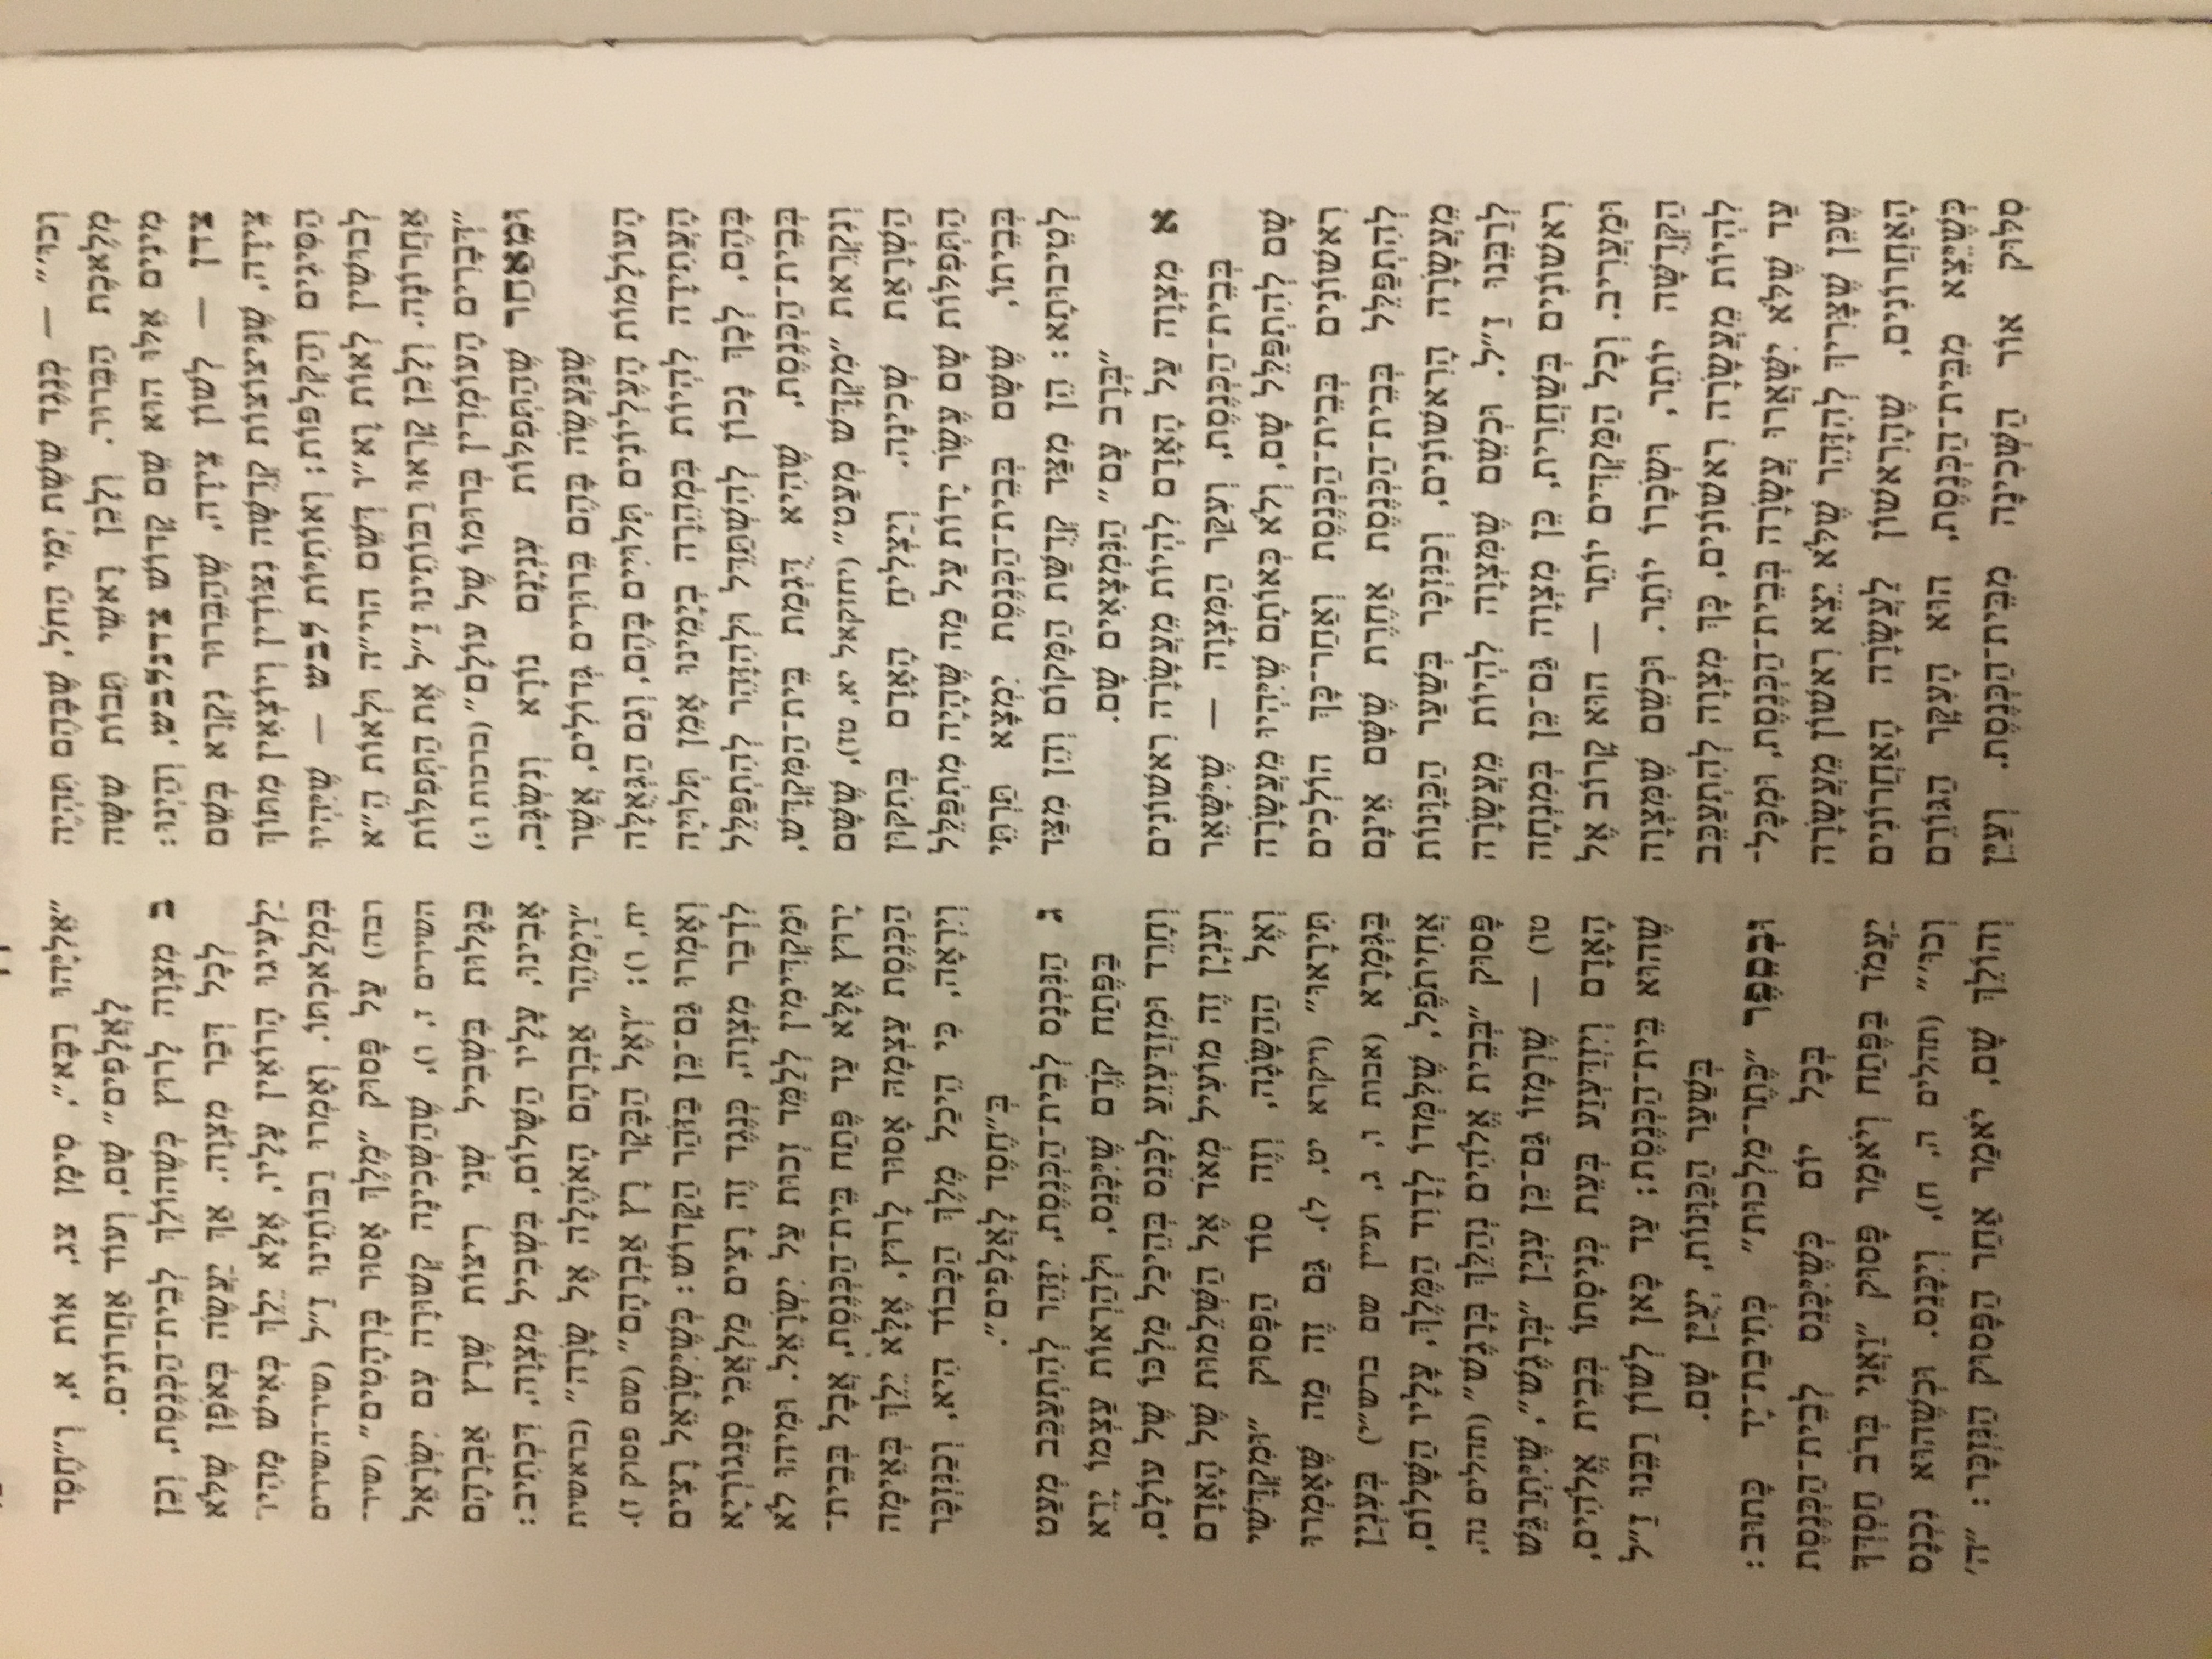 וְכוּ׳״ — כְּנֶגֶד שֵׁשֶׁת יְמֵי הַחֹל, שֶׁבָּהֶם תִּהְיֶה
מְלֶאכֶת הַבֵּרוּר. וְלָכֵן רָאשֵׁי תֵּבוֹת שִׁשָּׁה
מִינִים אֵלּוּ הוּא שֵׁם קָדוֹשׁ צדנלבש, וְהַיְנוּ:
צדן — לְשׁוֹן צֵידָה, שֶׁהַבֵּרוּר נִקְרָא בְּשֵׁם
צֵידָה, שֶׁנִּיצוֹצוֹת קְדֻשָּׁה נִצּוֹדִין וְיוֹצְאִין מִתּוֹךְ
הַסִּיגִים וְהַקְּלִפּוֹת; וְאוֹתִיּוֹת לבש — שֶׁיִּהְיוּ
לְבוּשִׁין לְאוֹת וָא״ו דְּשֵׁם הוי״ה וּלְאוֹת הֵ״א
אַחֲרוֹנָה. וְלָכֵן קָרְאוּ רַבּוֹתֵינוּ זַ״ל אֶת הַתְּפִלּוֹת
״דְּבָרִים הָעוֹמְדִין בְּרוּמוֹ שֶׁל עוֹלָם״ (ברכות ו:)
וּמֵאַחַר שֶׁהַתְּפִלּוֹת עִנְיָנָם נוֹרָא וְנִשְׂגָּב,
שֶׁנַּעֲשֶׂה בָּהֶם בֵּרוּרִים גְּדוֹלִים, אֲשֶׁר
הָעוֹלָמוֹת הָעֶלְיוֹנִים תְּלוּיִים בָּהֶם, וְגַם הַגְּאֻלָּה
הָעֲתִידָה לִהְיוֹת בִּמְהֵרָה בְיָמֵינוּ אָמֵן תְּלוּיָה
בָּהֶם, לְכָךְ נָכוֹן לְהִשְׁתַּדֵּל וּלְהִזָּהֵר לְהִתְפַּלֵּל
בְּבֵית־הַכְּנֶסֶת, שֶׁהִיא דֻּגְמַת בֵּית־הַמִּקְדָּשׁ,
וְנִקְרֵאת ״מִקְדָּשׁ מְעַט״ (יחזקאל יא, טז), שֶׁשָּׁם
הַשְׁרָאַת שְׁכִינָה. וְיַצְלִיחַ הָאָדָם בְּתִקּוּן
הַתְּפִלּוֹת שָׁם עֶשֶׂר יָדוֹת עַל מַה שֶּׁהָיָה מִתְפַּלֵּל
בְּבֵיתוֹ, שֶׁשָּׁם בְּבֵית־הַכְּנֶסֶת יִמְצָא תַּרְתֵּי
לְטֵיבוּתָא: הֵן מִצַּד קְדֻשַּׁת הַמָּקוֹם וְהֵן מִצַּד
״בְּרָב עָם״ הַנִּמְצָאִים שָׁם.
א מִצְוָה עַל הָאָדָם לִהְיוֹת מֵעֲשָׂרָה רִאשׁוֹנִים
בְּבֵית־הַכְּנֶסֶת, וְעִקַּר הַמִּצְוָה — שֶׁיִּשָּׁאֵר
שָׁם לְהִתְפַּלֵּל שָׁם, וְלֹא כְּאוֹתָם שֶׁיִּהְיוּ מֵעֲשָׂרָה
רִאשׁוֹנִים בְּבֵית־הַכְּנֶסֶת וְאַחַר־כָּךְ הוֹלְכִים
לְהִתְפַּלֵּל בְּבֵית־הַכְּנֶסֶת אַחֶרֶת שֶׁשָּׁם אֵינָם
מֵעֲשָׂרָה הָרִאשׁוֹנִים, וְכַנִּזְכָּר בְּשַׁעַר הַכַּוָּנוֹת
לְרַבֵּנוּ זַ״ל. וּכְשֵׁם שֶׁמִּצְוָה לִהְיוֹת מֵעֲשָׂרָה
רִאשׁוֹנִים בְּשַׁחֲרִית, כֵּן מִצְוָה גַּם־כֵּן בְּמִנְחָה
וּמַעֲרִיב. וְכָל הַמַּקְדִּים יוֹתֵר — הוּא קָרוֹב אֶל
הַקְּדֻשָּׁה יוֹתֵר, וּשְׂכָרוֹ יוֹתֵר. וּכְשֵׁם שֶׁמִּצְוָה
לִהְיוֹת מֵעֲשָׂרָה רִאשׁוֹנִים, כָּךְ מִצְוָה לְהִתְעַכֵּב
עַד שֶׁלֹּא יִשָּׁאֲרוּ עֲשָׂרָה בְּבֵית־הַכְּנֶסֶת, וּמִכָּל־
שֶׁכֵּן שֶׁצָּרִיךְ לְהִזָּהֵר שֶׁלֹּא יֵצֵא רִאשׁוֹן מֵעֲשָׂרָה
הָאַחֲרוֹנִים, שֶׁהָרִאשׁוֹן לַעֲשָׂרָה הָאַחֲרוֹנִים
כְּשֶׁיֵּצֵא מִבֵּית־הַכְּנֶסֶת, הוּא הָעִקָּר הַגּוֹרֵם
סִלּוּק אוֹר הַשְּׁכִינָה מִבֵּית־הַכְּנֶסֶת. וְעַיֵּן
״אֵלִיָּהוּ רַבָּא״, סִימָן צג, אוֹת א, וְ״חֶסֶד
לָאֲלָפִים״ שָׁם, וְעוֹד אַחֲרוֹנִים.
ב מִצְוָה לָרוּץ כְּשֶׁהוֹלֵךְ לְבֵית־הַכְּנֶסֶת, וְכֵן
לְכָל דְּבַר מִצְוָה. אַךְ יַעֲשֶׂה בְּאֹפֶן שֶׁלֹּא
יַלְעִיגוּ הָרוֹאִין עָלָיו, אֶלָּא יֵלֵךְ כְּאִישׁ מָהִיר
בִּמְלַאכְתּוֹ. וְאָמְרוּ רַבּוֹתֵינוּ זַ״ל (שיר־השירים
רבה) עַל פָּסוּק ״מֶלֶךְ אָסוּר בָּרְהָטִים״ (שיר־
השירים ז, ו), שֶׁהַשְּׁכִינָה קְשׁוּרָה עִם יִשְׂרָאֵל
בַּגָּלוּת בִּשְׁבִיל שְׁנֵי רִיצוֹת שֶׁרָץ אַבְרָהָם
אָבִינוּ, עָלָיו הַשָּׁלוֹם, בִּשְׁבִיל מִצְוָה, דִּכְתִיב:
״וַיְמַהֵר אַבְרָהָם הָאֹהֱלָה אֶל שָׂרָה״ (בראשית
יח, ו); ״וְאֶל הַבָּקָר רָץ אַבְרָהָם״ (שם פסוק ז).
וְאָמְרוּ גַּם־כֵּן בַּזֹּהַר הַקָּדוֹשׁ: כְּשֶׁיִּשְׂרָאֵל רָצִים
לִדְבַר מִצְוָה, כְּנֶגֶד זֶה רָצִים מַלְאֲכֵי סָנֵגוֹרְיָא
וּמַקְדִּימִין לְלַמֵּד זְכוּת עַל יִשְׂרָאֵל. וּמִיהוּ לֹא
יָרוּץ אֶלָּא עַד פֶּתַח בֵּית־הַכְּנֶסֶת, אֲבָל בְּבֵית־
הַכְּנֶסֶת עַצְמָהּ אָסוּר לָרוּץ, אֶלָּא יֵלֵךְ בְּאֵימָה
וְיִרְאָה, כִּי הֵיכַל מֶלֶךְ הַכָּבוֹד הִיא, וְכַנִּזְכָּר
בְּ״חֶסֶד לָאֲלָפִים״.
ג הַנִּכְנָס לְבֵית־הַכְּנֶסֶת, יִזָּהֵר לְהִתְעַכֵּב מְעַט
בַּפֶּתַח קֹדֶם שֶׁיִּכָּנֵס, וּלְהַרְאוֹת עַצְמוֹ יָרֵא
וְחָרֵד וּמִזְדַּעְזֵעַ לִכָּנֵס בְּהֵיכַל מַלְכּוֹ שֶׁל עוֹלָם,
וְעִנְיָן זֶה מוֹעִיל מְאֹד אֶל הַשְּׁלֵמוּת שֶׁל הָאָדָם
וְאֶל הַהַשָּׂגָה, וְזֶה סוֹד הַפָּסוּק ״וּמִקְדָּשִׁי
תִּירָאוּ״ (ויקרא יט, ל). גַּם זֶה מַה שֶּׁאָמְרוּ
בַּגְּמָרָא (אבות ו, ג, ועיין שם ברש״י) בְּעִנְיַן
אֲחִיתֹפֶל, שֶׁלִּמְּדוֹ לְדָוִד הַמֶּלֶךְ, עָלָיו הַשָּׁלוֹם,
פָּסוּק ״בְּבֵית אֱלֹהִים נְהַלֵּךְ בְּרָגֶשׁ״ (תהלים נה,
טו) — שֶׁרְמָזוֹ גַּם־כֵּן עִנְיַן ״בְּרָגֶשׁ״, שֶׁיִּתְרַגֵּשׁ
הָאָדָם וְיִזְדַּעְזַע בְּעֵת כְּנִיסָתוֹ בְּבֵית אֱלֹהִים,
שֶׁהוּא בֵּית־הַכְּנֶסֶת; עַד כָּאן לְשׁוֹן רַבֵּנוּ זַ״ל
בְּשַׁעַר הַכַּוָּנוֹת, יְעֻיַּן שָׁם.
וּבְסֵפֶר ״כֶּתֶר־מַלְכוּת״ כְּתִיבַת־יָד כָּתוּב:
בְּכָל יוֹם כְּשֶׁיִּכָּנֵס לְבֵית־הַכְּנֶסֶת
יַעֲמֹד בַּפֶּתַח וְיֹאמַר פָּסוּק ״וַאֲנִי בְּרֹב חַסְדְּךָ
וְכוּ׳״ (תהלים ה, ח), וְיִכָּנֵס. וּכְשֶׁהוּא נִכְנָס
וְהוֹלֵךְ שָׁם, יֹאמַר אַחַר הַפָּסוּק הַנִּזְכָּר: ״ה׳